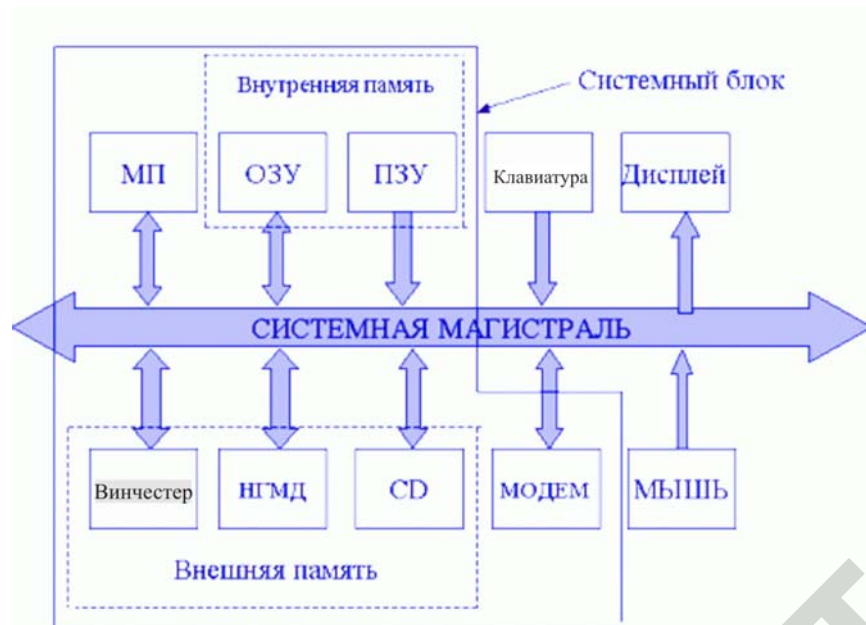 Внутренняя память
Системный блок
МП
ОЗУ
ПЗУ
Клавиатура
Дисплей
СИСТЕМНАЯ МАГИСТРАЛЬ
Винчестер
НГМД
CD
МОДЕМ
МЫШЬ
Внешняя память